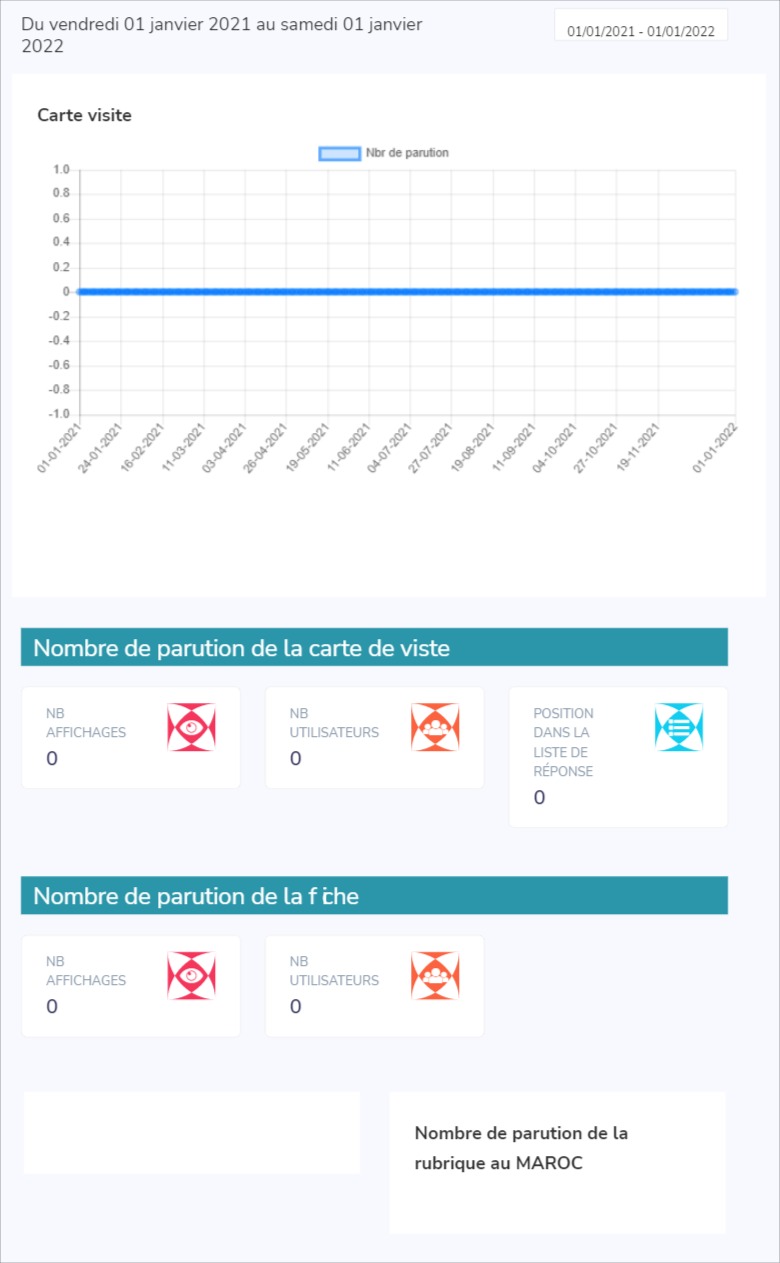 Du vendredi 01 janvier 2021 au samedi 01 janvier
2022
01/01/2021 - 01/01/2022
Carte visite
Nbr de parution
1.0
0.8
0.6
0.4
0.2
0
-0.2
-0.4
-0.6
-0.8
-1.0
01-01-2021
24-01-2021
16-02-2021
11-03-2021
03-04-2021
26-04-2021
19-05-2021
11-06-2021
04-07-2021
27-07-2021
19-08-2021
11-09-2021
04-10-2021
27-10-2021
19-11-2021
01-01-2022
Nombre de parution de la carte de viste
NB
AFFICHAGES
0
NB
UTILISATEURS
0
POSITION
DANS LA
LISTE DE
RÉPONSE
0
Nombre de parution de la fiche
NB
AFFICHAGES
0
NB
UTILISATEURS
0
Nombre de parution de la
rubrique au MAROC